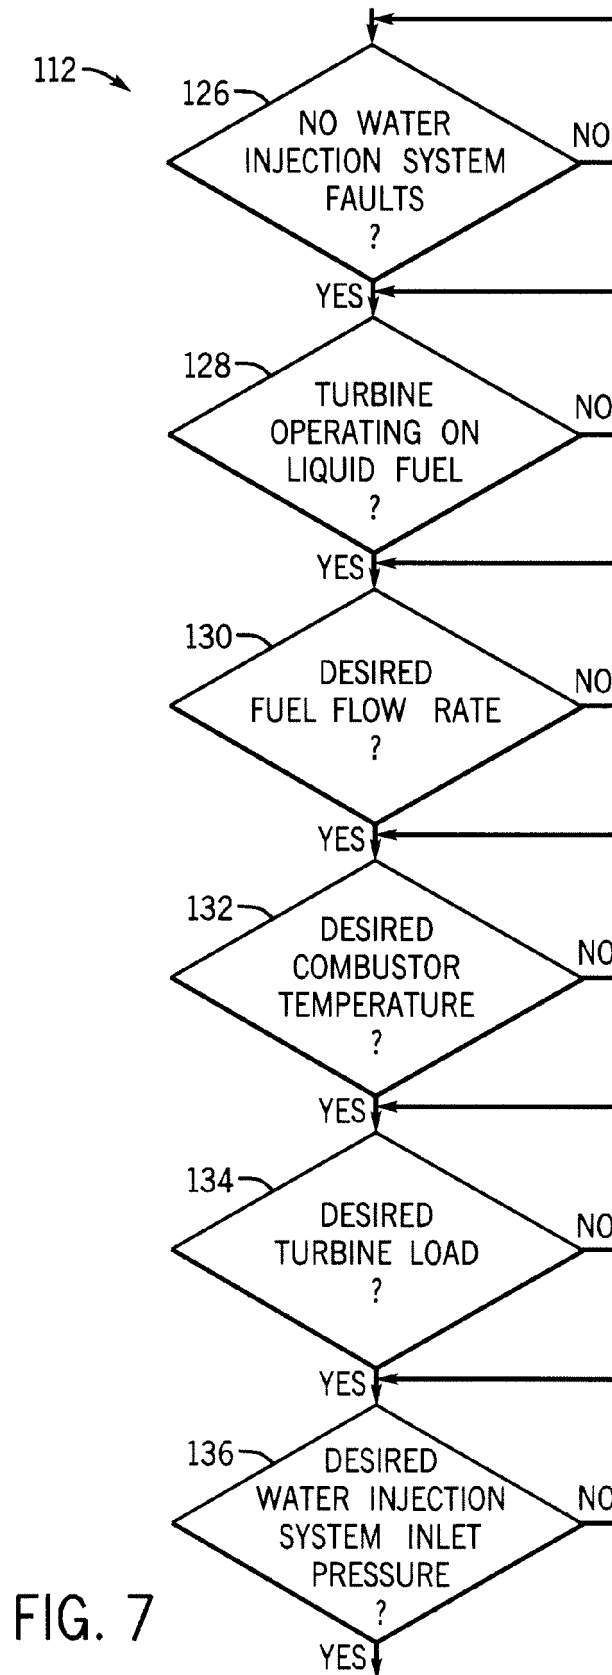 112
126
NO WATER
INJECTION SYSTEM
FAULTS
?
NO
YES
128
TURBINE
OPERATING ON
LIQUID FUEL
?
NO
YES
130
DESIRED
FUEL FLOW RATE
?
NO
YES
132
DESIRED
COMBUSTOR
TEMPERATURE
?
NO
YES
134
DESIRED
TURBINE LOAD
?
NO
YES
136
DESIRED
WATER INJECTION
SYSTEM INLET
PRESSURE
?
NO
YES
FIG. 7